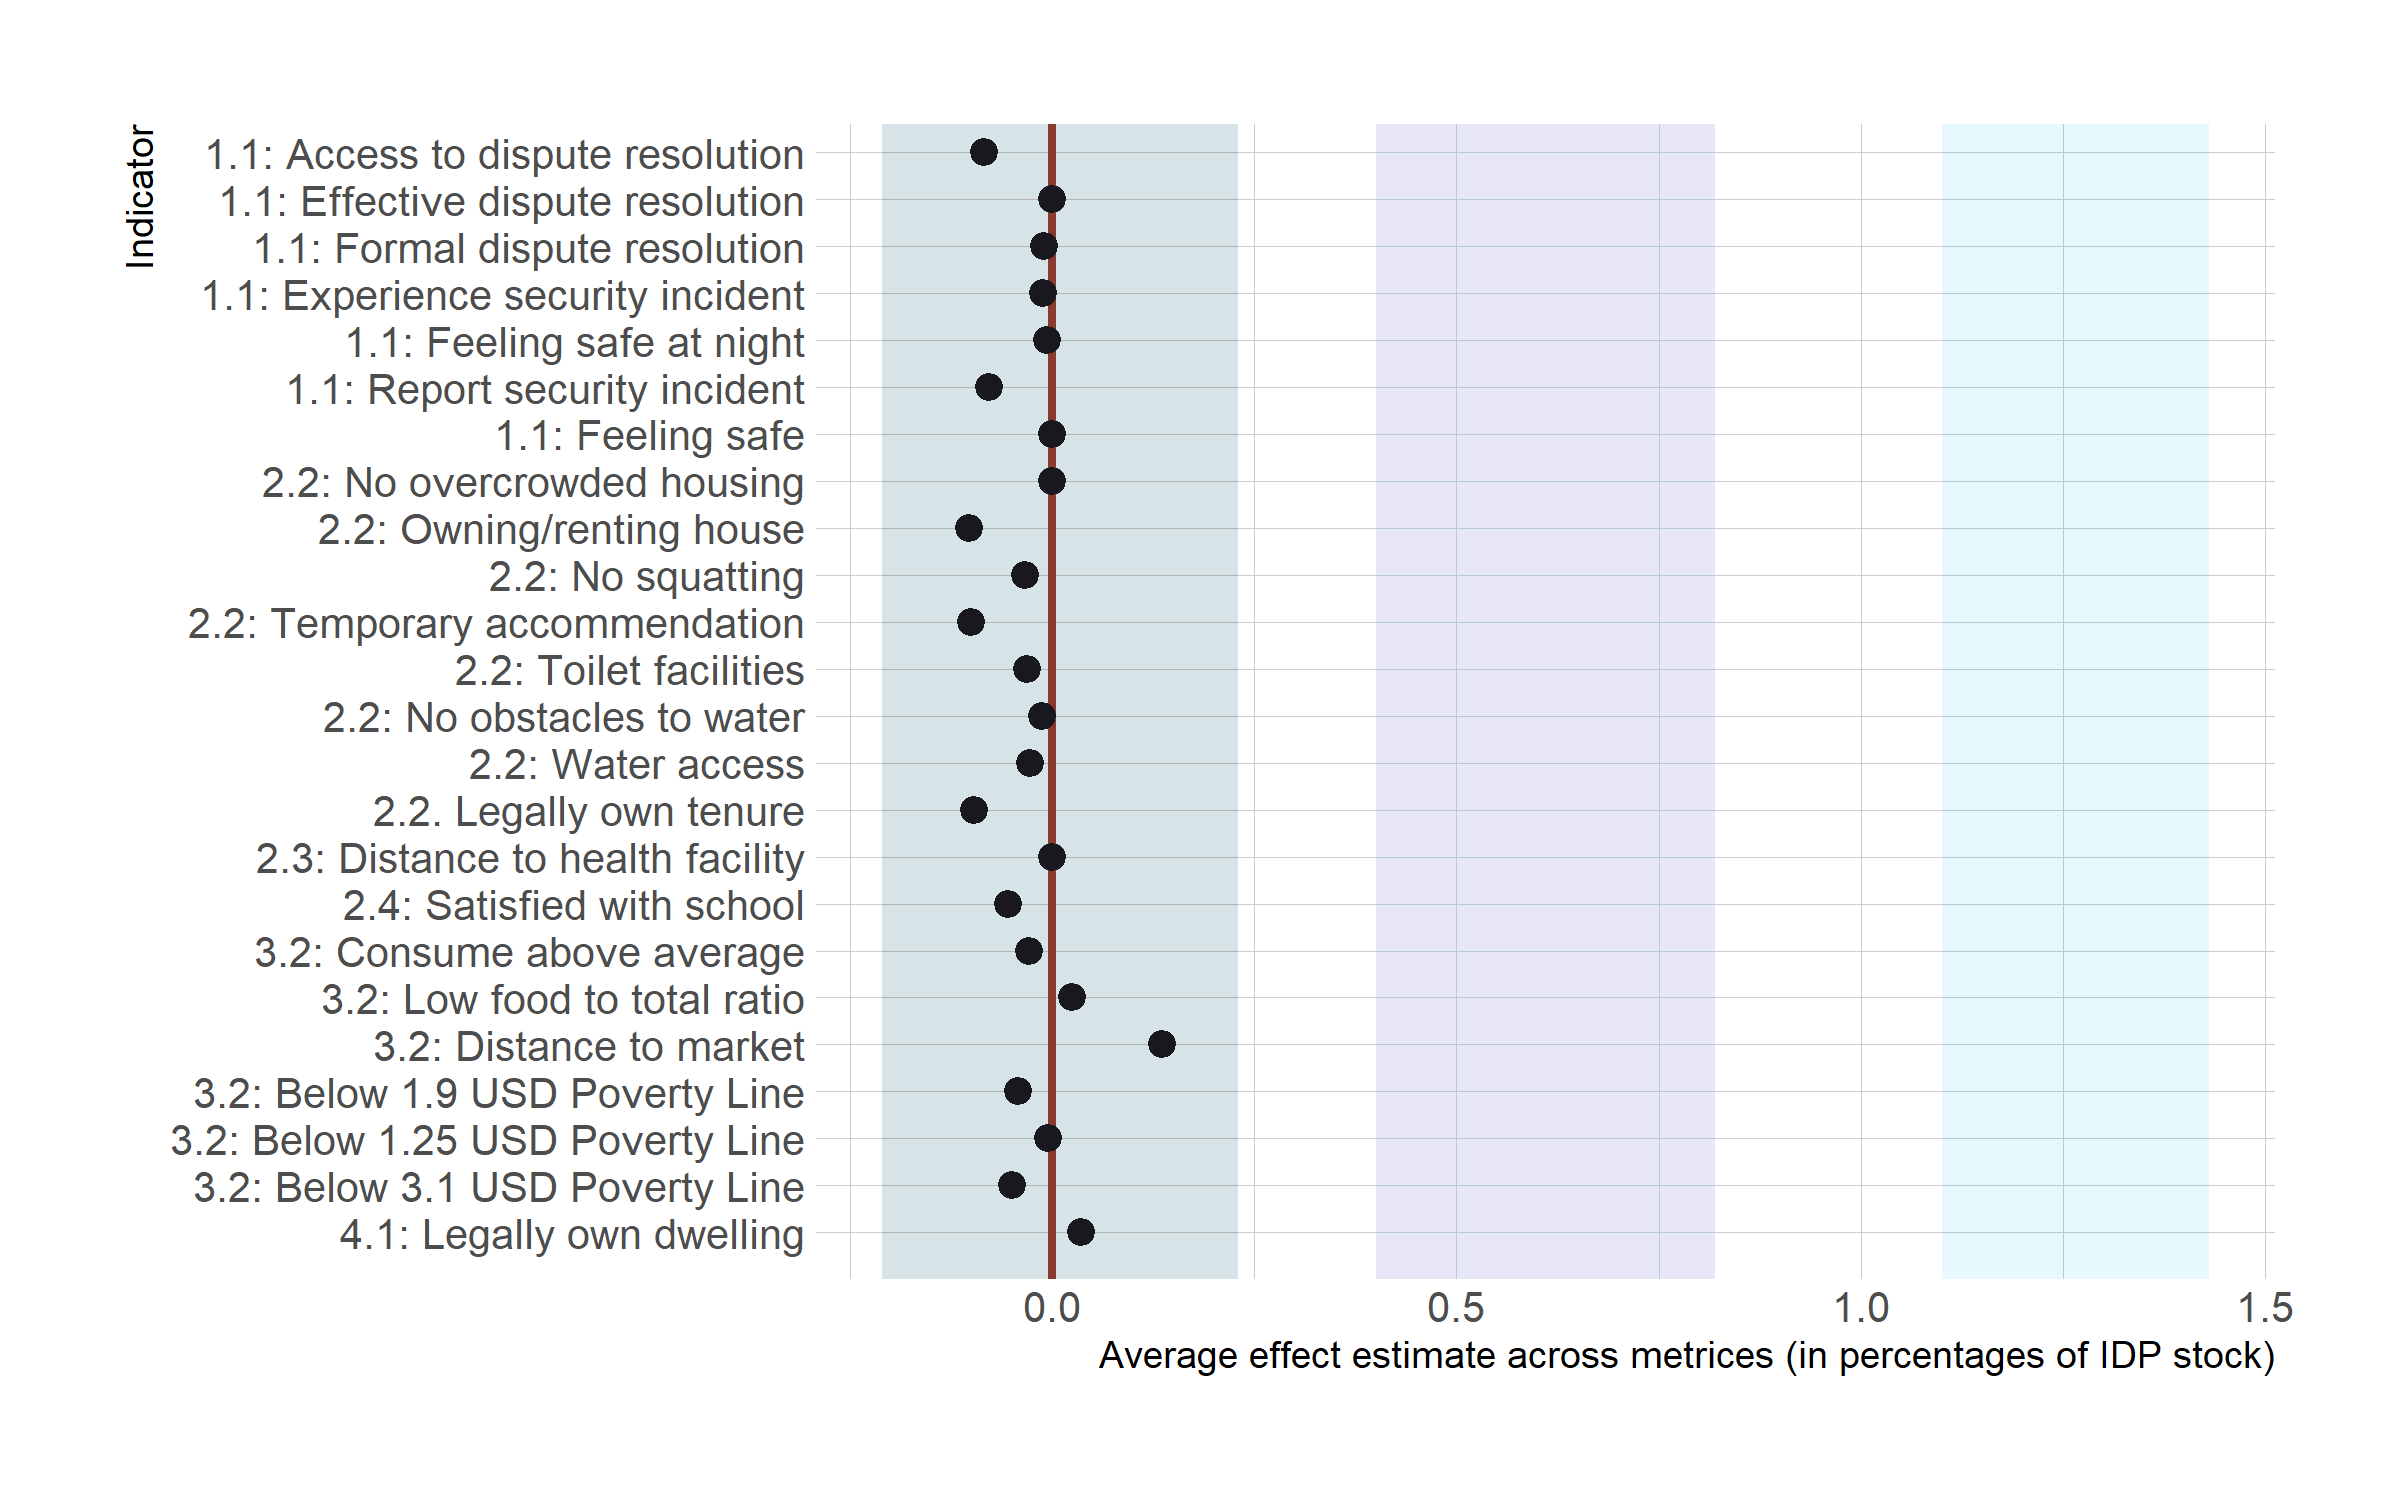 Indicator
1.1: Access to dispute resolution
1.1: Effective dispute resolution
1.1: Formal dispute resolution
1.1: Experience security incident
1.1: Feeling safe at night
1.1: Report security incident
1.1: Feeling safe
2.2: No overcrowded housing
2.2: Owning/renting house
2.2: No squatting
2.2: Temporary accommendation
2.2: Toilet facilities
2.2: No obstacles to water
2.2: Water access
2.2. Legally own tenure
2.3: Distance to health facility
2.4: Satisfied with school
3.2: Consume above average
3.2: Low food to total ratio
3.2: Distance to market
3.2: Below 1.9 USD Poverty Line
3.2: Below 1.25 USD Poverty Line
3.2: Below 3.1 USD Poverty Line
4.1: Legally own dwelling
0.0 0.5 1.0 1.5
Average effect estimate across metrices (in percentages of IDP stock)